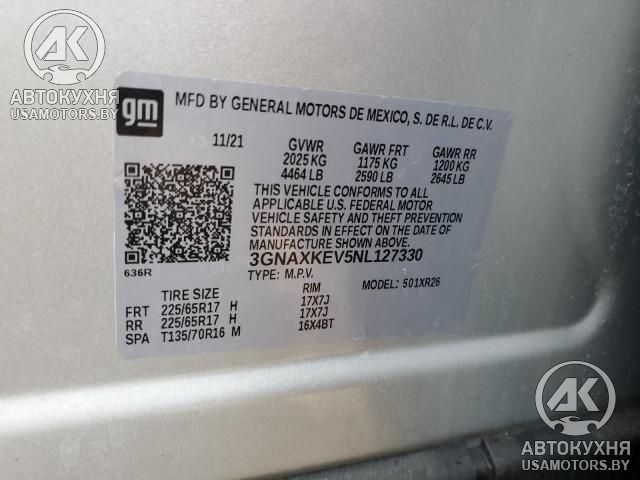 АВТОКУХНЯ
USAMOTORS.BY
gm
MFD BY GENERAL MOTORS DE MEXICO, S. DE R.L. DE C.V.
11/21 GVWR GAWR FRT GAWR RR
2025 KG 1175 KG 1200 KG
4464 LB 2590 LB 2645 LB
THIS VEHICLE CONFORMS TO ALL
APPLICABLE U.S. FEDERAL MOTOR
VEHICLE SAFETY AND THEFT PREVENTION
STANDARDS IN EFFECT ON THE DATE OF
MANUFACTURE SHOWN ABOVE.
636R 3GNAXKEV5NL127330
TYPE: M.P.V. MODEL: 501XR26
TIRE SIZE RIM
FRT 225/65R17 H 17X7J
RR 225/65R17 H 17X7J
SPA T135/70R16 M 16X4BT
АВТОКУХНЯ
USAMOTORS.BY